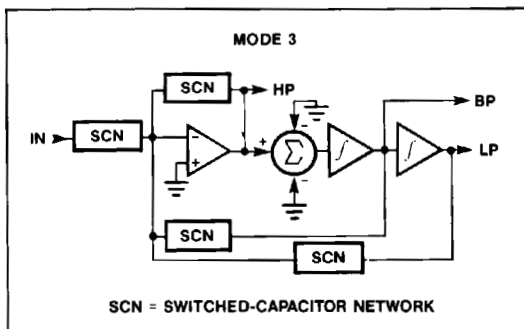 MODE 3
SCN
HP
IN
SCN
-
+
+
-
Σ
-
∫
∫
BP
LP
SCN
SCN
SCN = SWITCHED-CAPACITOR NETWORK